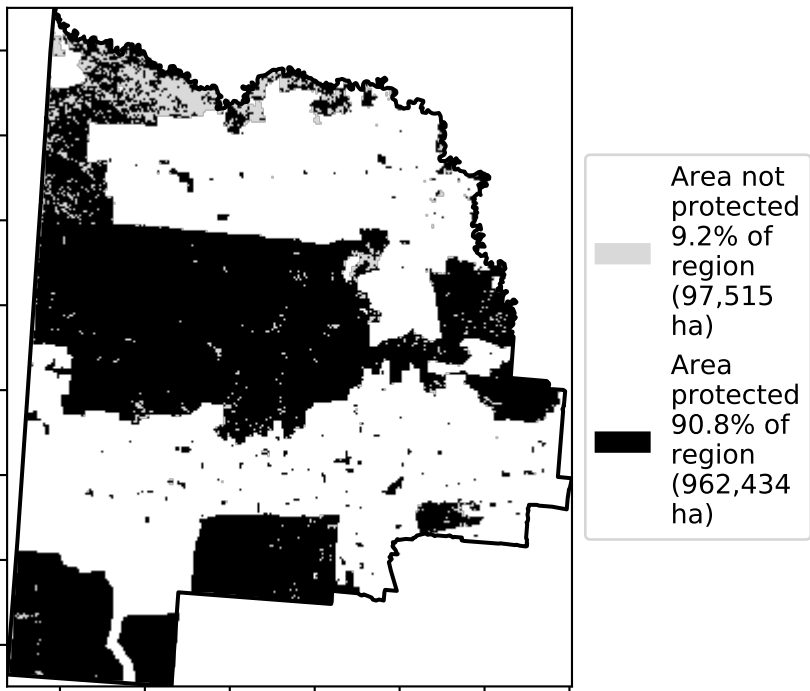 Area not
protected
9.2% of
region
(97,515
ha)
Area
protected
90.8% of
region
(962,434
ha)